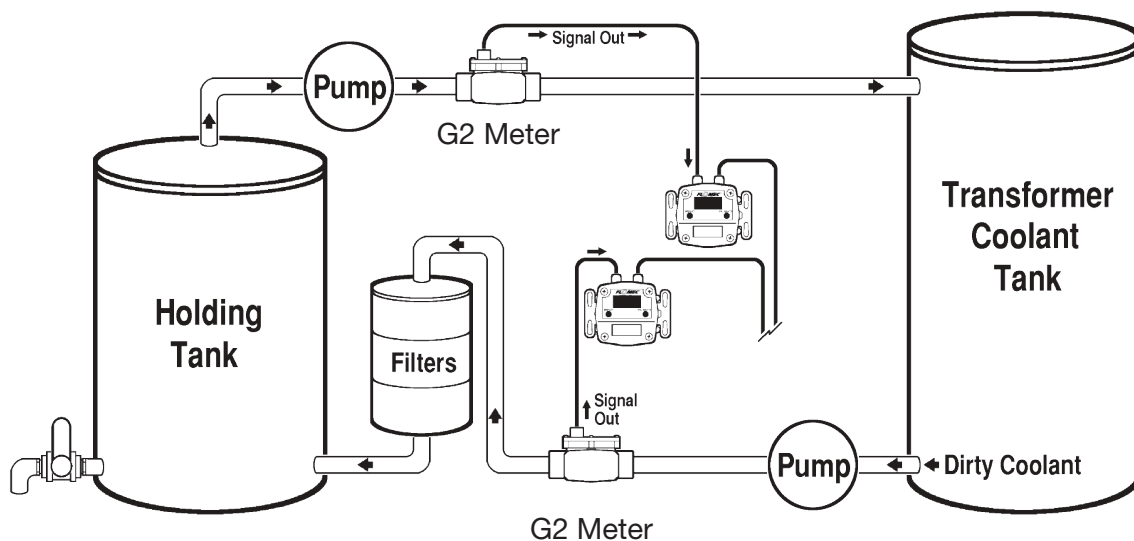 Signal Out
Pump
G2 Meter
Transformer
Coolant
Tank
Holding
Tank
Filters
Signal
Out
Pump
Dirty Coolant
G2 Meter